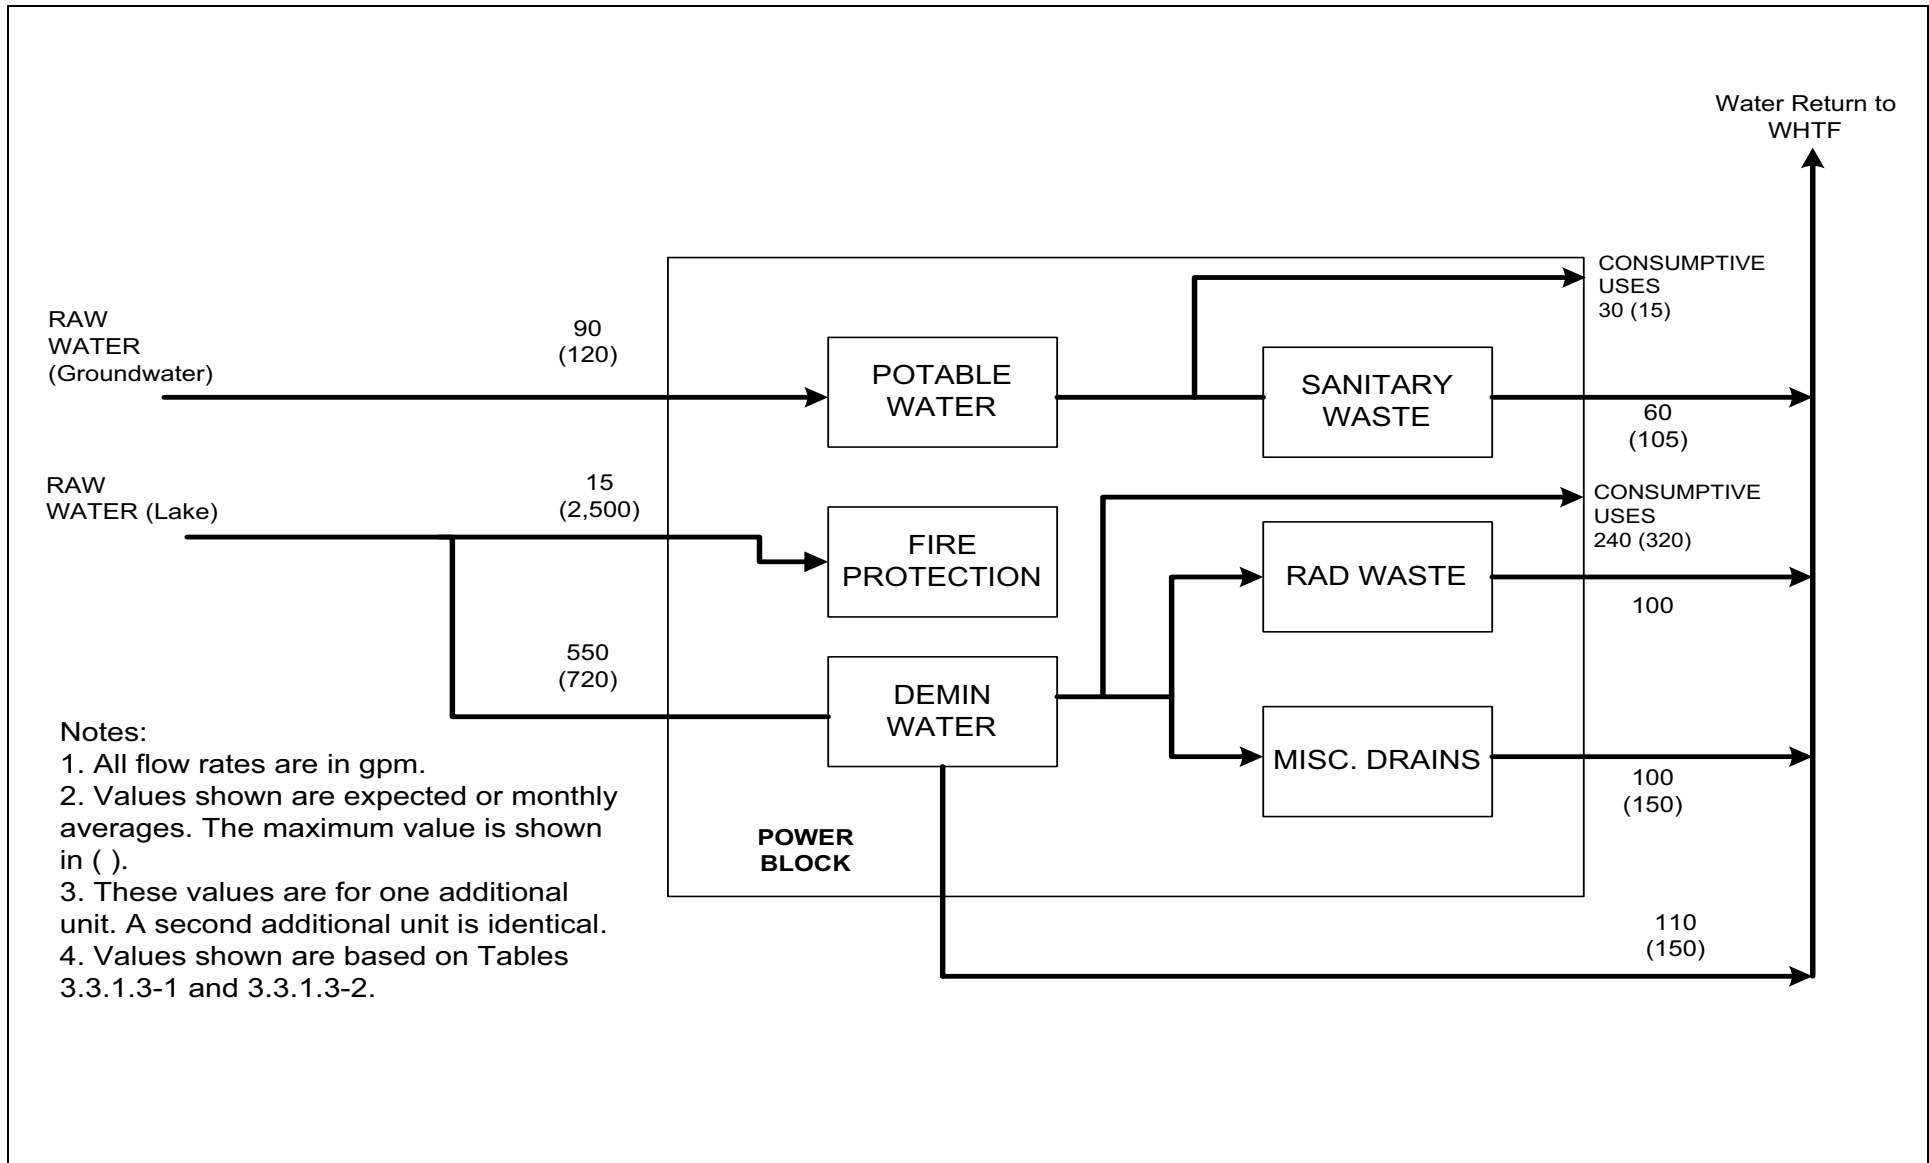 Water Return to
WHTF
CONSUMPTIVE
USES
30 (15)
RAW
WATER
(Groundwater)
90
(120)
POTABLE
WATER
SANITARY
WASTE
60
(105)
RAW
WATER (Lake)
15
(2,500)
CONSUMPTIVE
USES
240 (320)
FIRE
PROTECTION
RAD WASTE
100
550
(720)
DEMIN
WATER
MISC. DRAINS
100
(150)
Notes:
1. All flow rates are in gpm.
2. Values shown are expected or monthly
averages. The maximum value is shown
in ( ).
3. These values are for one additional
unit. A second additional unit is identical.
4. Values shown are based on Tables
3.3.1.3-1 and 3.3.1.3-2.
POWER
BLOCK
110
(150)